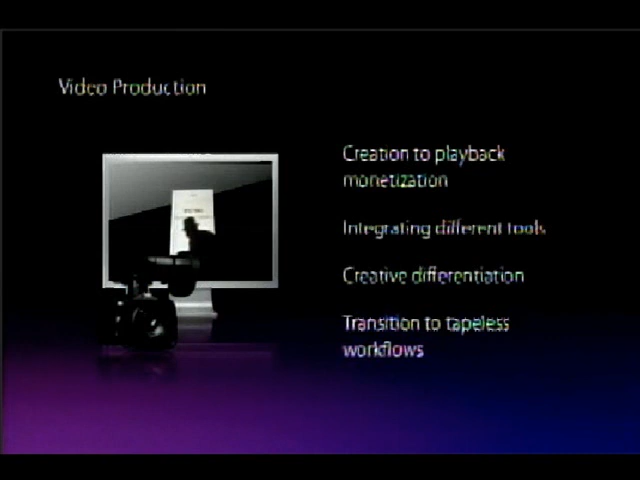 Video Production
Creation to playback
monetization
Integrating different tools
Creative differentiation
Transition to tapeless
workflows